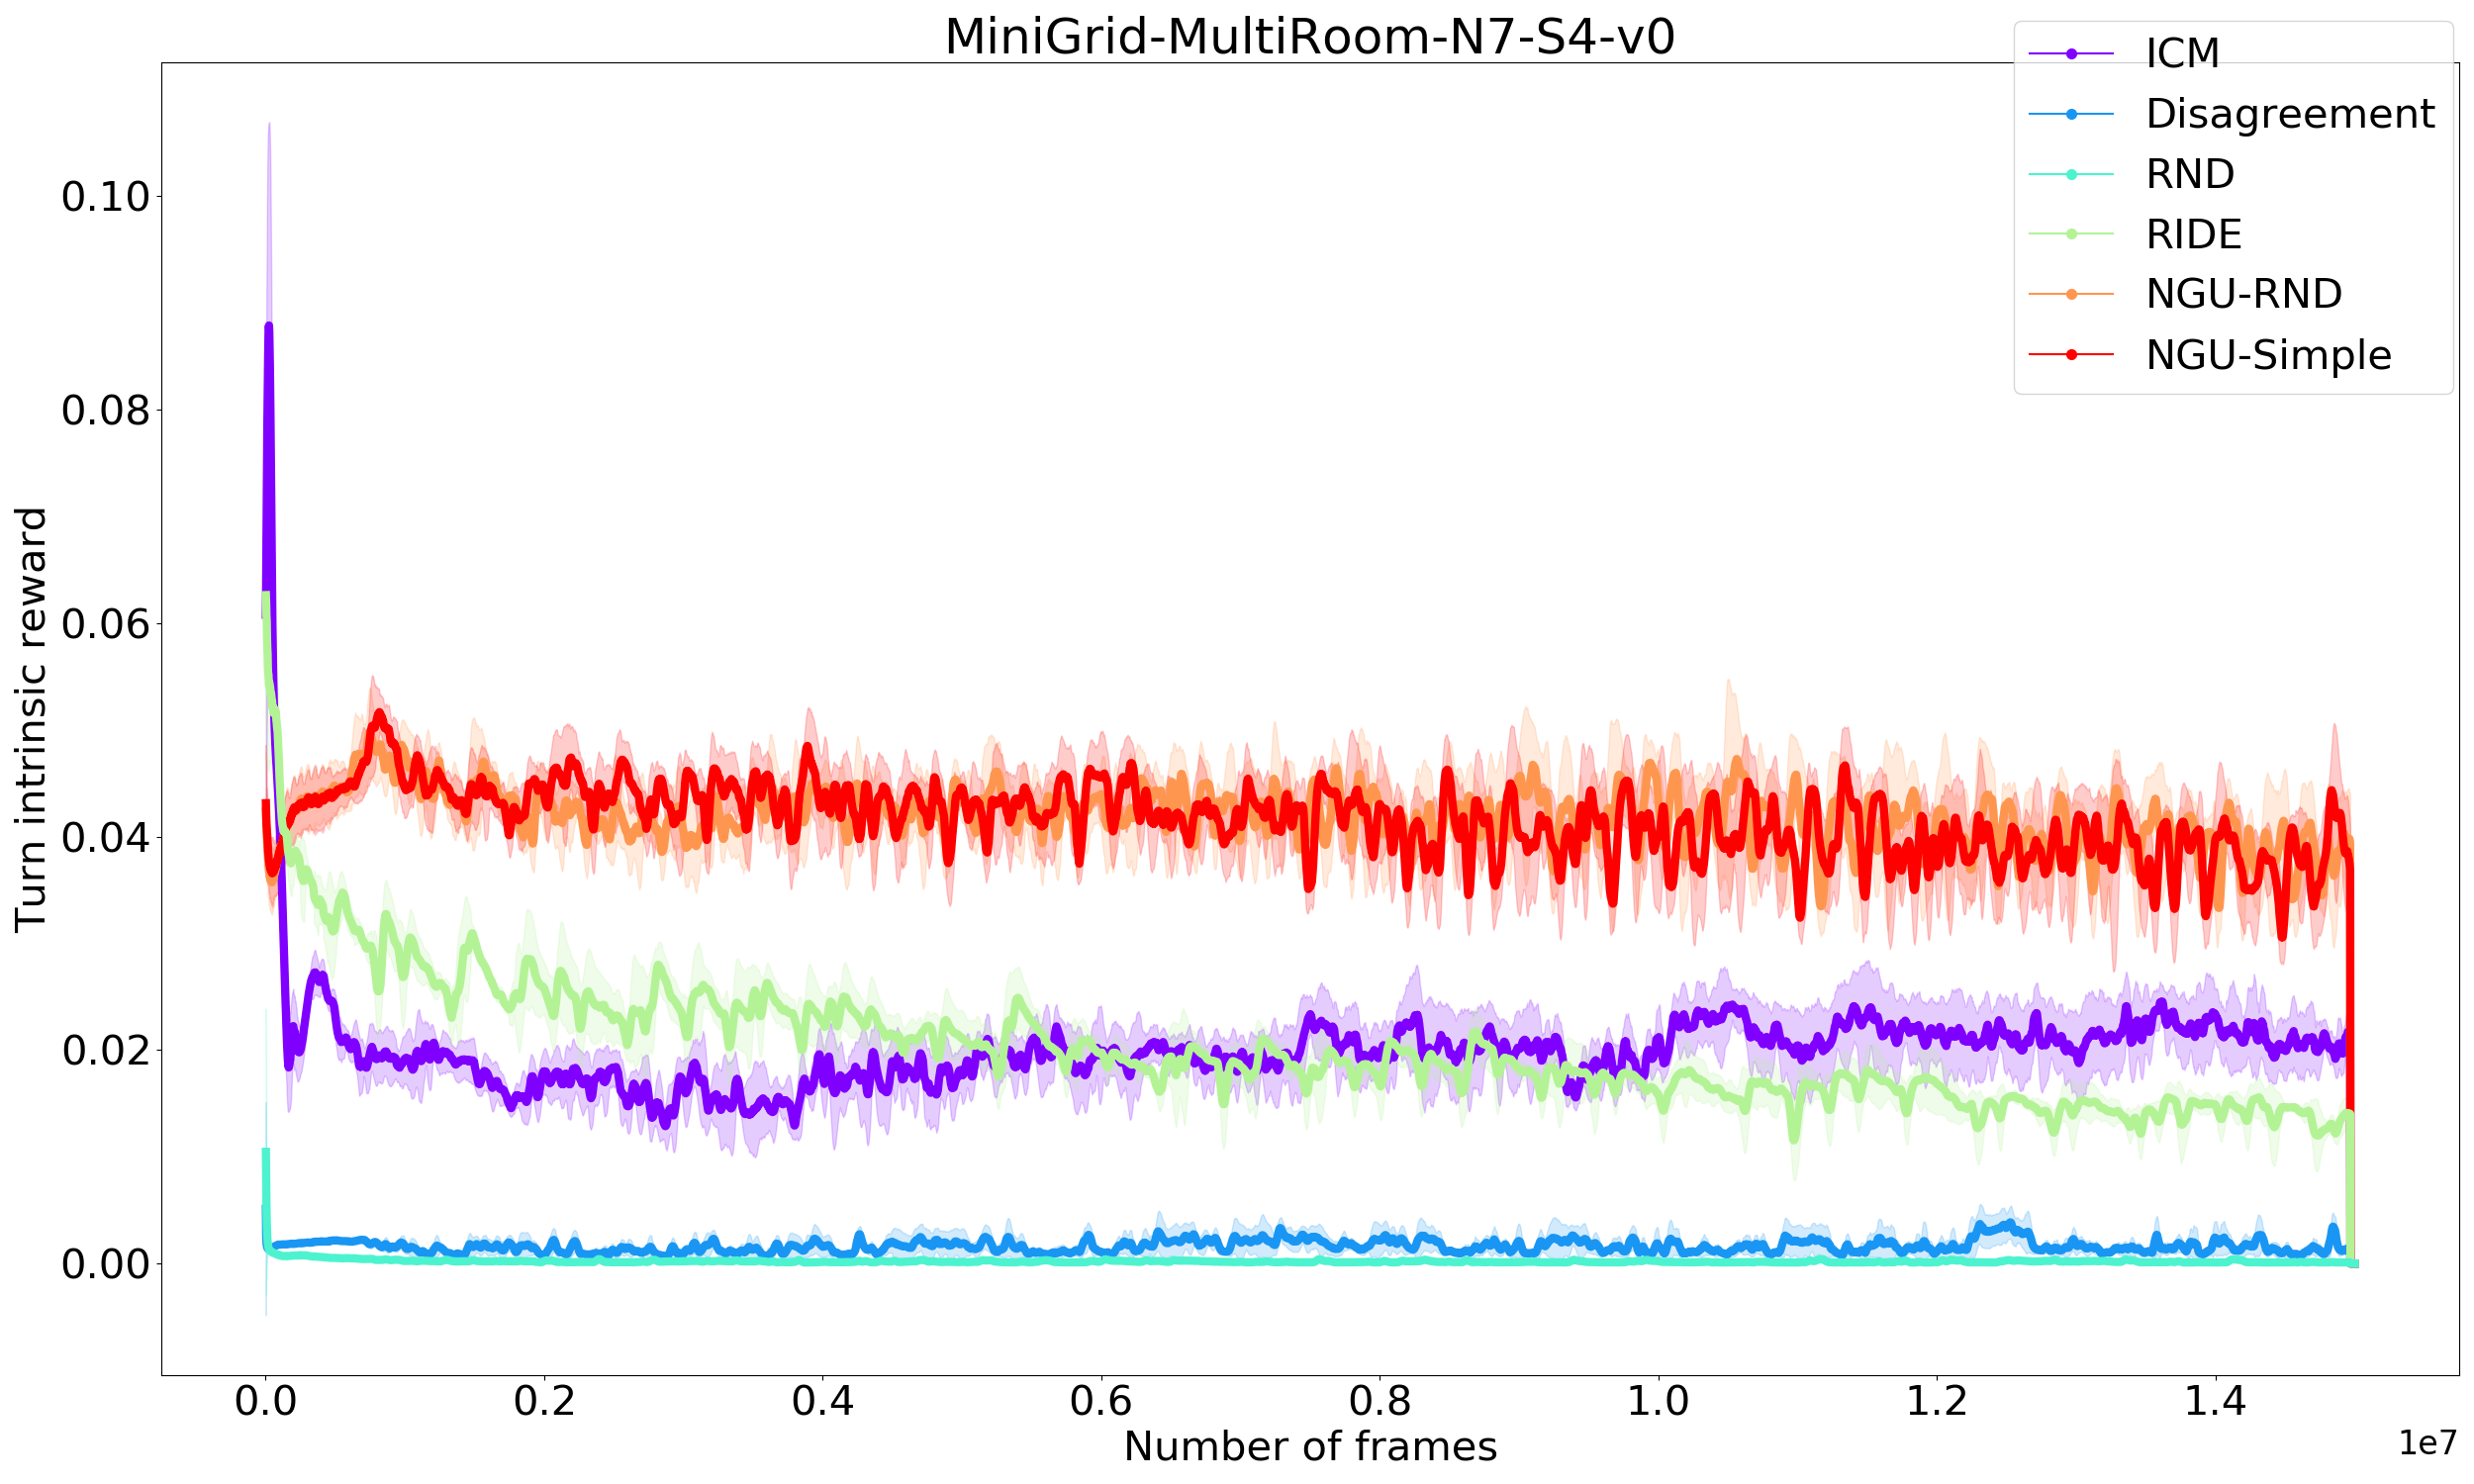 MiniGrid-MultiRoom-N7-S4-v0
ICM
Disagreement
RND
RIDE
NGU-RND
NGU-Simple
Turn intrinsic reward
0.10
0.08
0.06
0.04
0.02
0.00
0.0 0.2 0.4 0.6 0.8 1.0 1.2 1.4
Number of frames
1e7